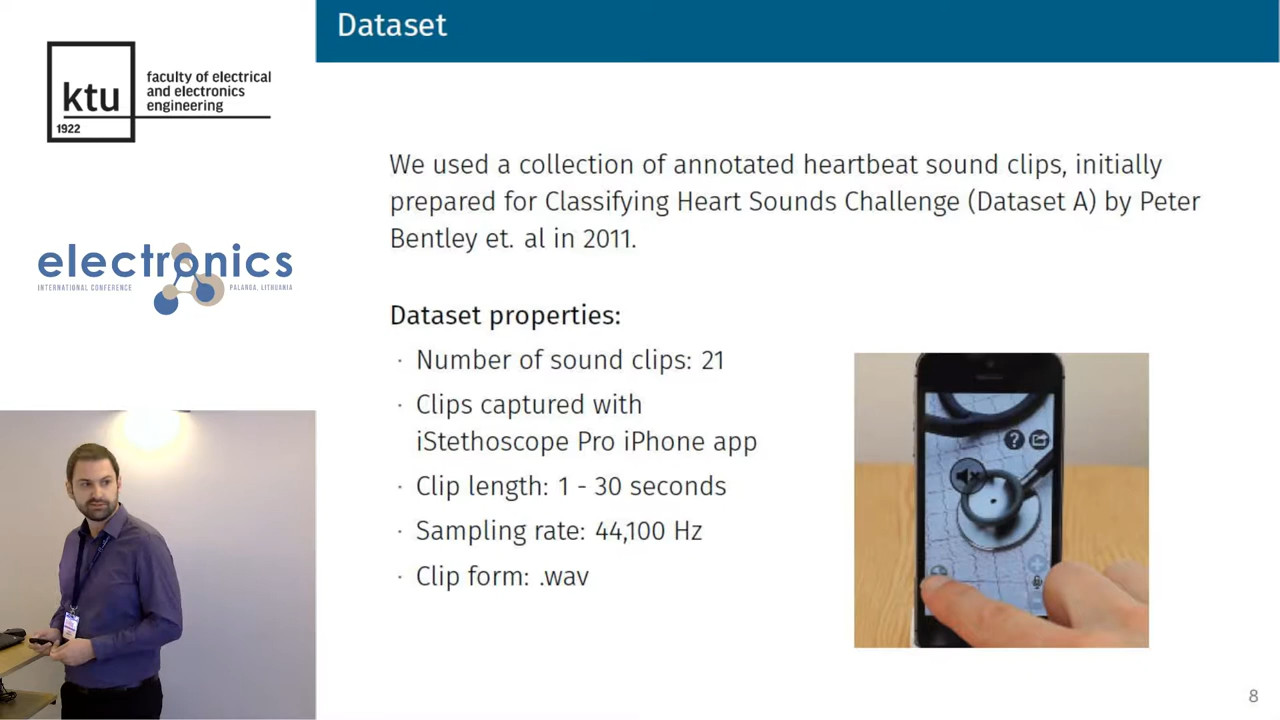 Dataset
ktu
1922
faculty of electrical
and electronics
engineering
electronics
INTERNATIONAL CONFERENCE
PALANGA, LITHUANIA
We used a collection of annotated heartbeat sound clips, initially
prepared for Classifying Heart Sounds Challenge (Dataset A) by Peter
Bentley et. al in 2011.
Dataset properties:
· Number of sound clips: 21
· Clips captured with
iStethoscope Pro iPhone app
· Clip length: 1 - 30 seconds
· Sampling rate: 44,100 Hz
· Clip form: .wav
?
8